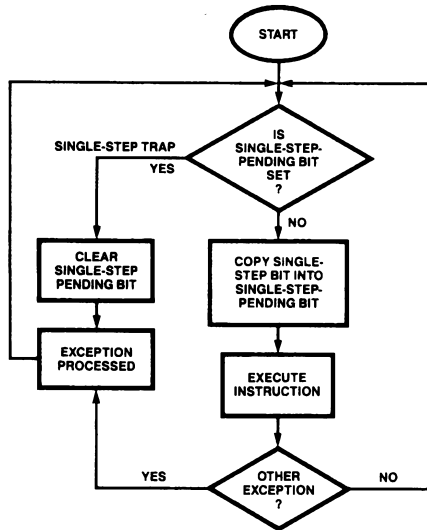 START
IS
SINGLE-STEP-
PENDING BIT
SET
?
SINGLE-STEP TRAP
YES
NO
CLEAR
SINGLE-STEP
PENDING BIT
COPY SINGLE-
STEP BIT INTO
SINGLE-STEP-
PENDING BIT
EXCEPTION
PROCESSED
EXECUTE
INSTRUCTION
YES
OTHER
EXCEPTION
?
NO